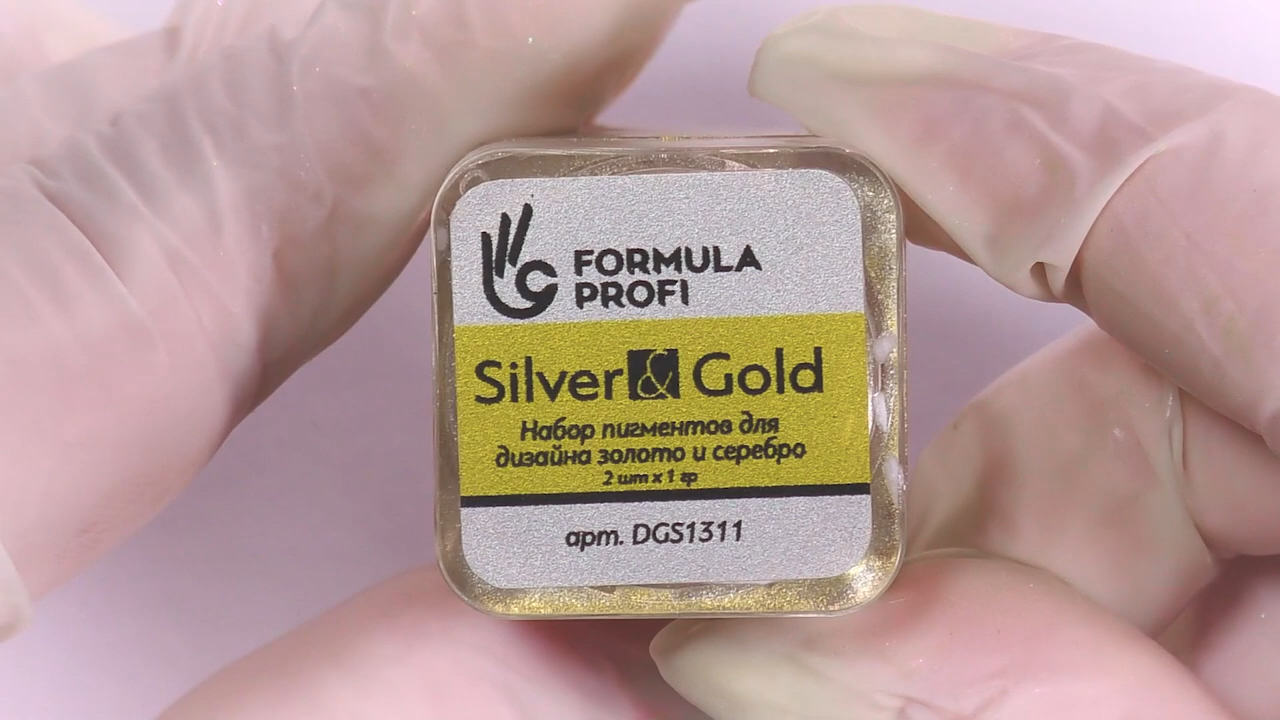 FORMULA
PROFI
Silver & Gold
Набор пигментов для
дизайна золото и серебро
2 шт x 1 гр
арт. DGS1311